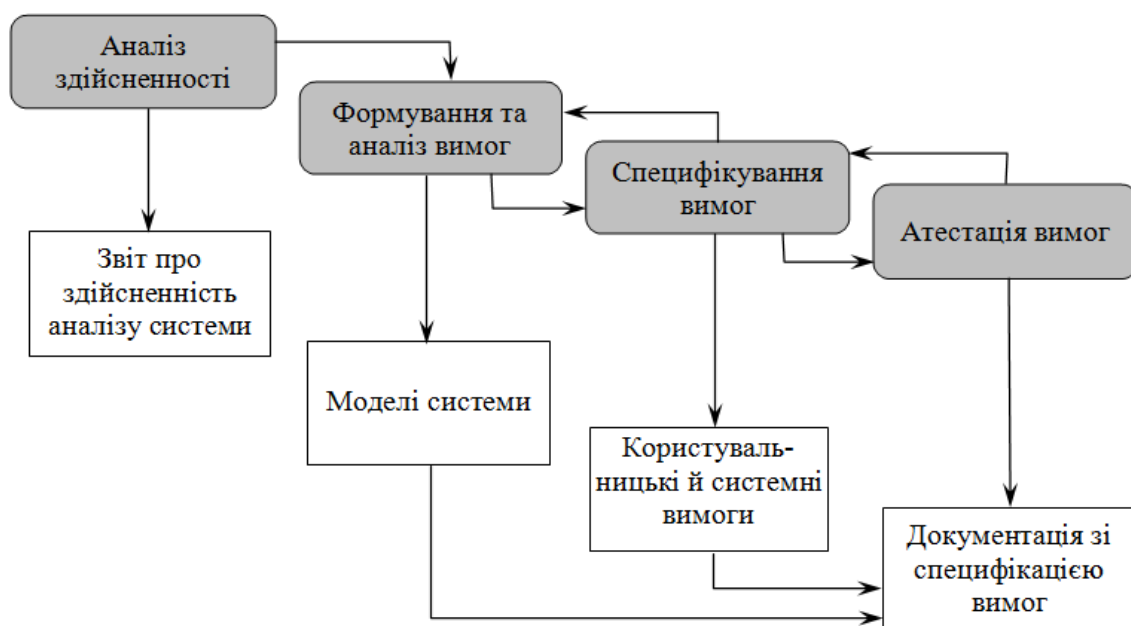 Аналіз
здійсненності
Формування та
аналіз вимог
Специфікування
вимог
Атестація вимог
Звіт про
здійсненність
аналізу системи
Моделі системи
Користуваль-
ницькі й системні
вимоги
Документація зі
специфікацією
вимог